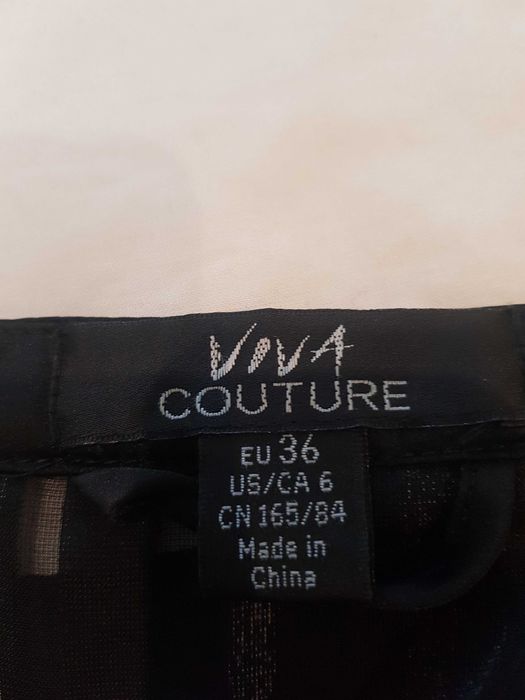 VIVA
COUTURE
EU 36
US/CA 6
CN 165/84
Made in
China